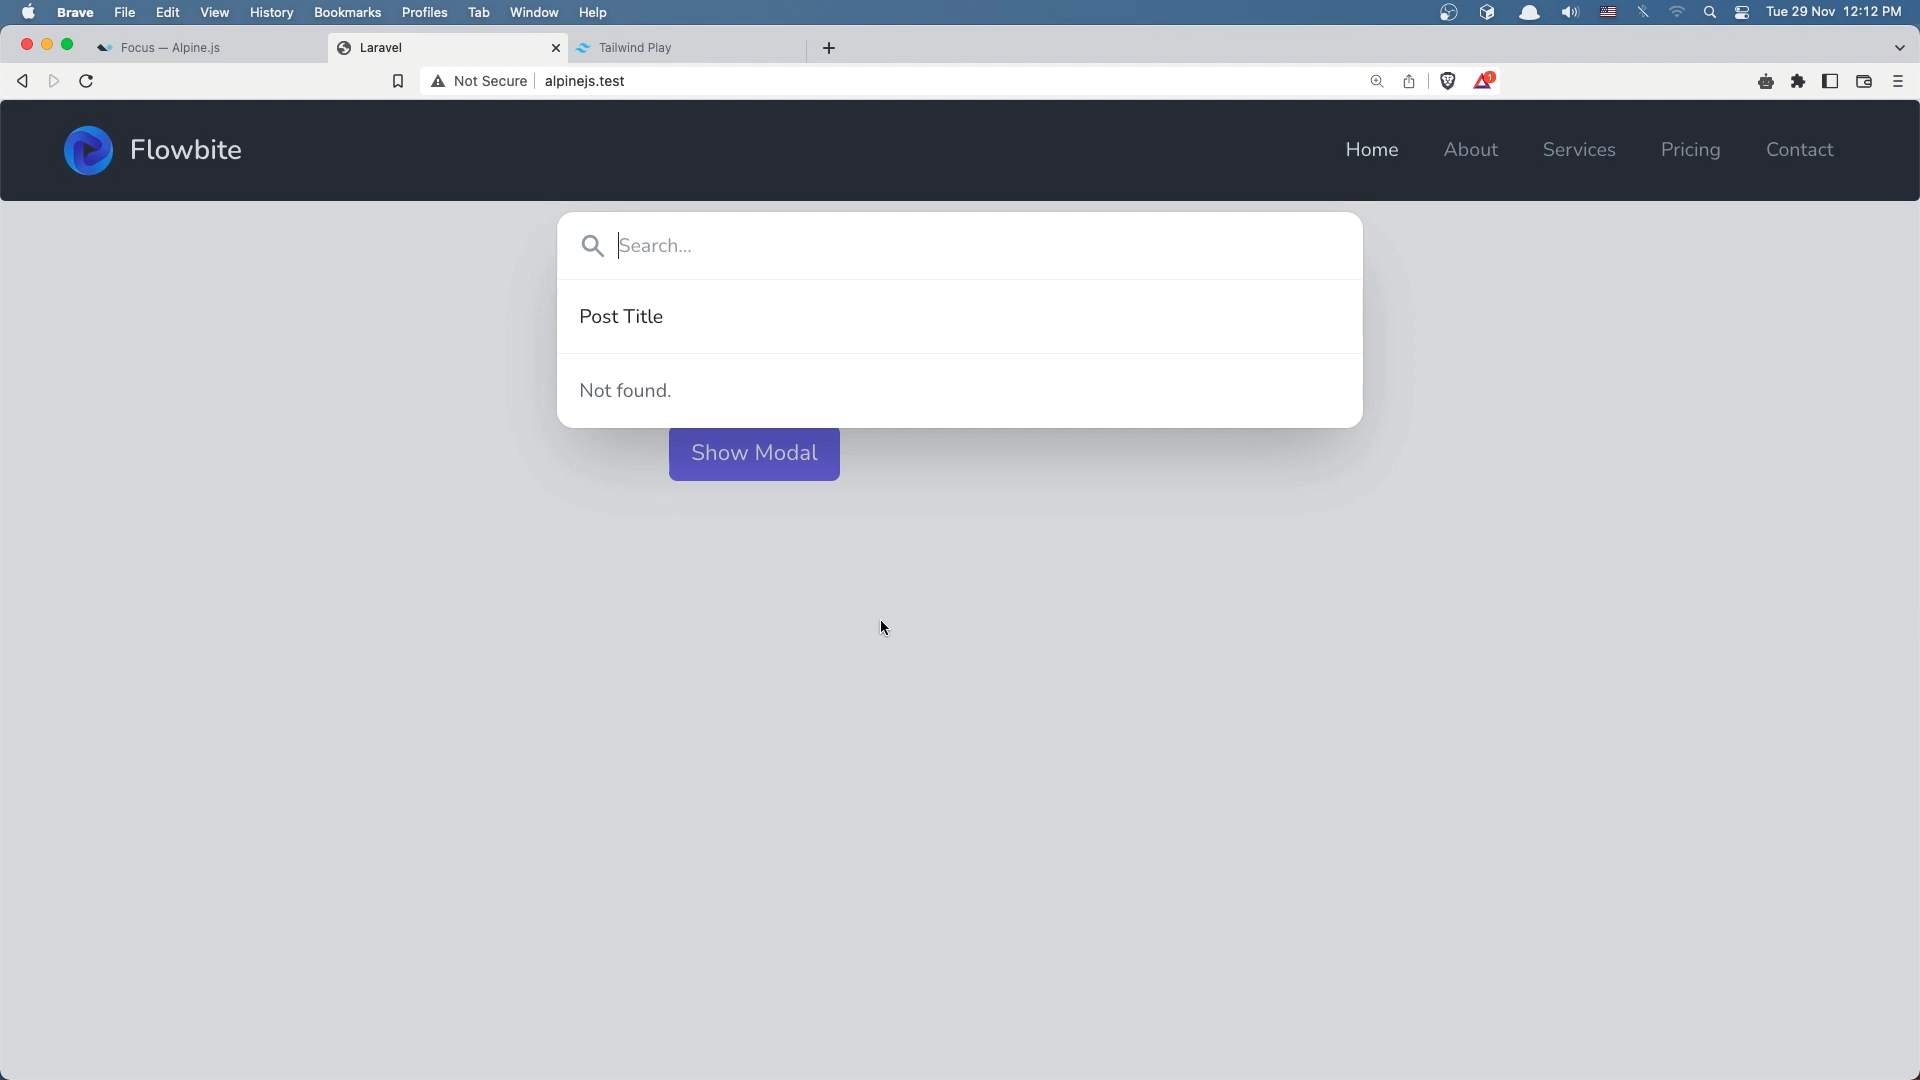 Brave File Edit View History Bookmarks Profiles Tab Window Help Tue 29 Nov 12:12 PM
Focus — Alpine.js Laravel Tailwind Play
Not Secure alpinejs.test 1
Flowbite Home About Services Pricing Contact
Search...
Post Title
Not found.
Show Modal